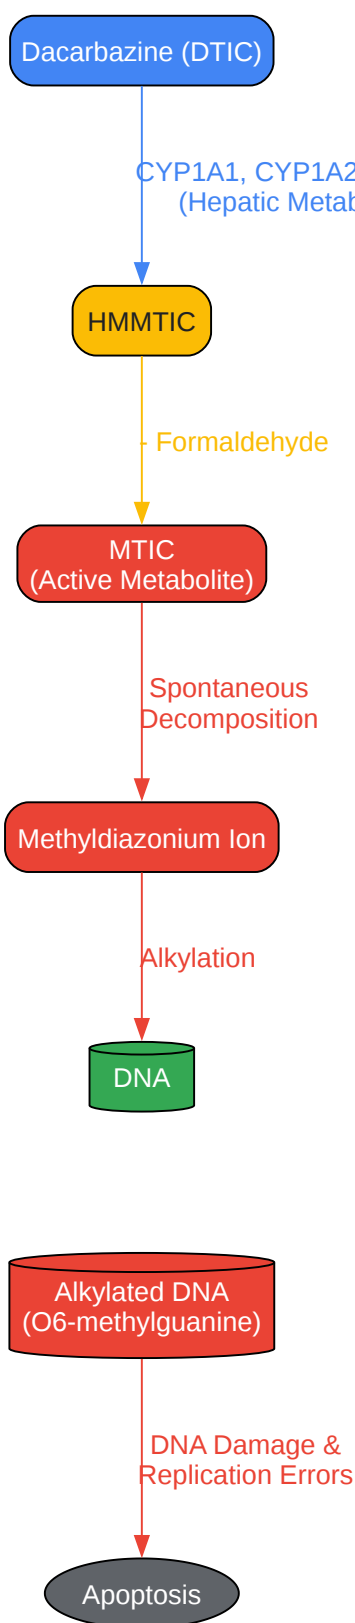 Dacarbazine (DTIC)
CYP1A1, CYP1A2
(Hepatic Metab
HMMTIC
- Formaldehyde
MTIC
(Active Metabolite)
Spontaneous
Decomposition
Methyldiazonium Ion
Alkylation
DNA
Alkylated DNA
(O6-methylguanine)
DNA Damage &
Replication Errors
Apoptosis